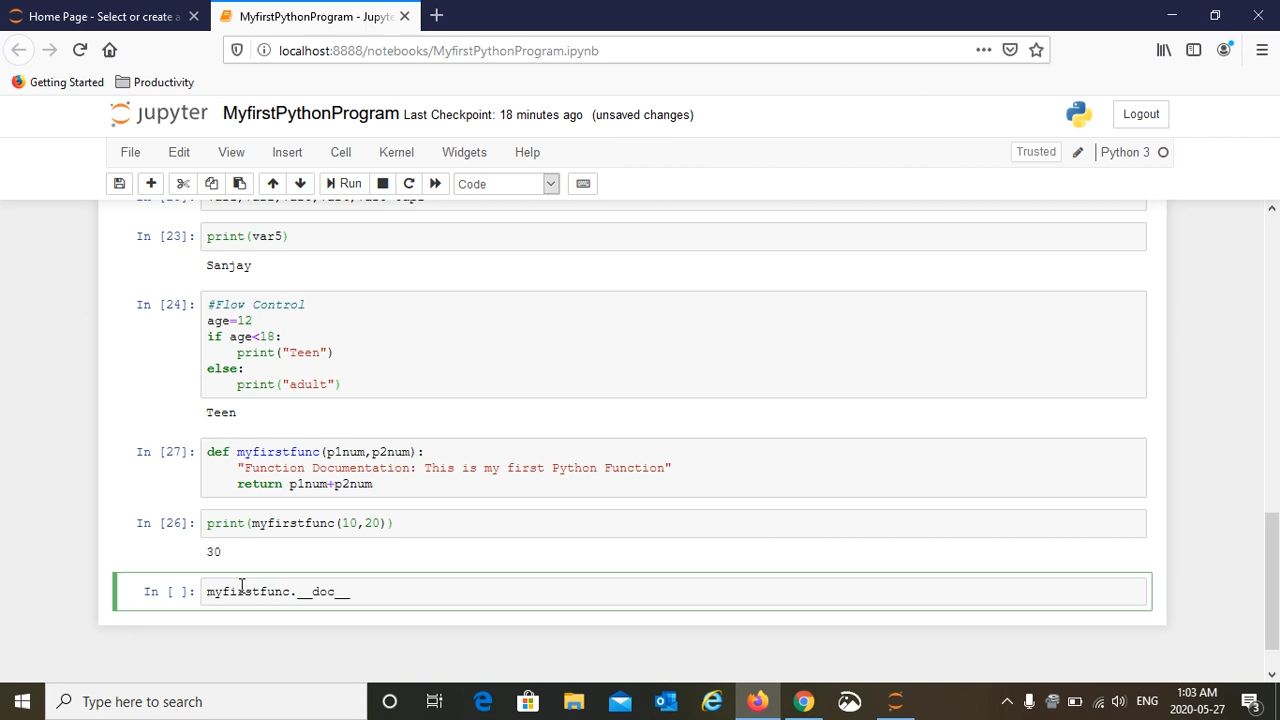 Home Page - Select or create a
MyfirstPythonProgram - Jupyte
localhost:8888/notebooks/MyfirstPythonProgram.ipynb
Getting Started
Productivity
jupyter
MyfirstPythonProgram
Last Checkpoint: 18 minutes ago
(unsaved changes)
Logout
File
Edit
View
Insert
Cell
Kernel
Widgets
Help
Trusted
Python 3
Run
Code
In [23]:
print(var5)
Sanjay
In [24]:
#Flow Control
age=12
if age<18:
    print("Teen")
else:
    print("adult")
Teen
In [27]:
def myfirstfunc(p1num,p2num):
    "Function Documentation: This is my first Python Function"
    return p1num+p2num
In [26]:
print(myfirstfunc(10,20))
30
In [ ]:
myfirstfunc.__doc__
Type here to search
ENG
1:03 AM
2020-05-27
3